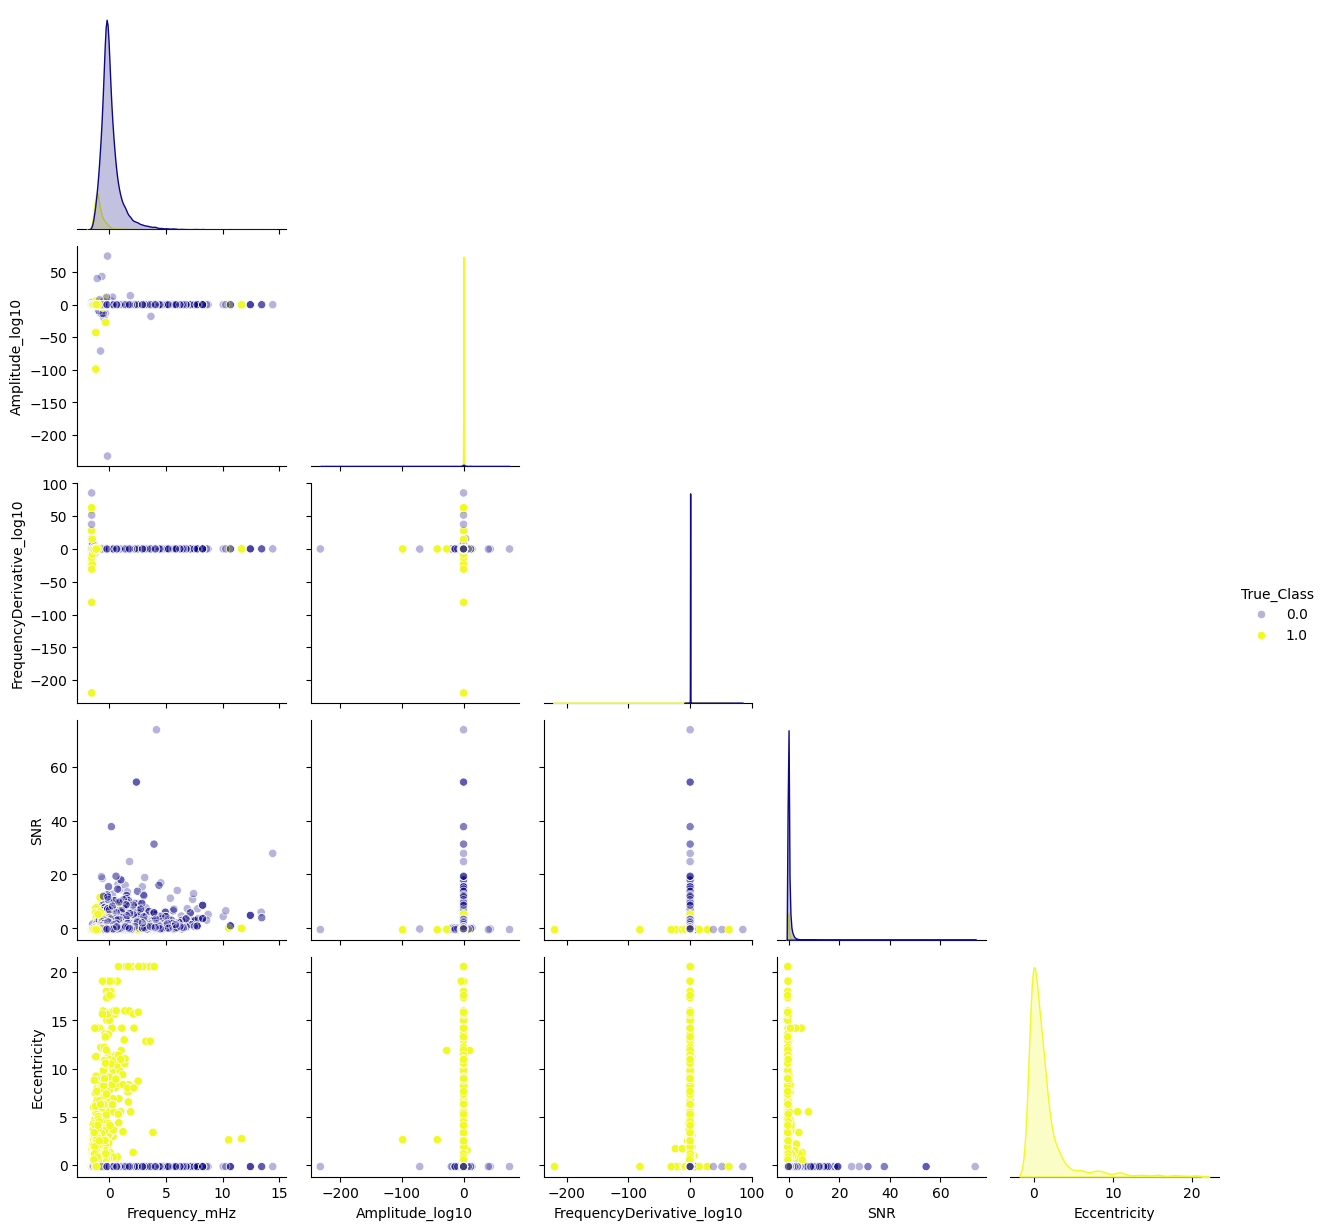 50
0
−50
−100
−150
−200
Amplitude_log10
100
50
0
−50
−100
−150
−200
FrequencyDerivative_log10
True_Class
0.0
1.0
60
40
20
0
SNR
20
15
10
5
0
Eccentricity
0 5 10 15
−200 −100 0
−200 −100 0 100
0 20 40 60
0 10 20
Frequency_mHz
Amplitude_log10
FrequencyDerivative_log10
SNR
Eccentricity